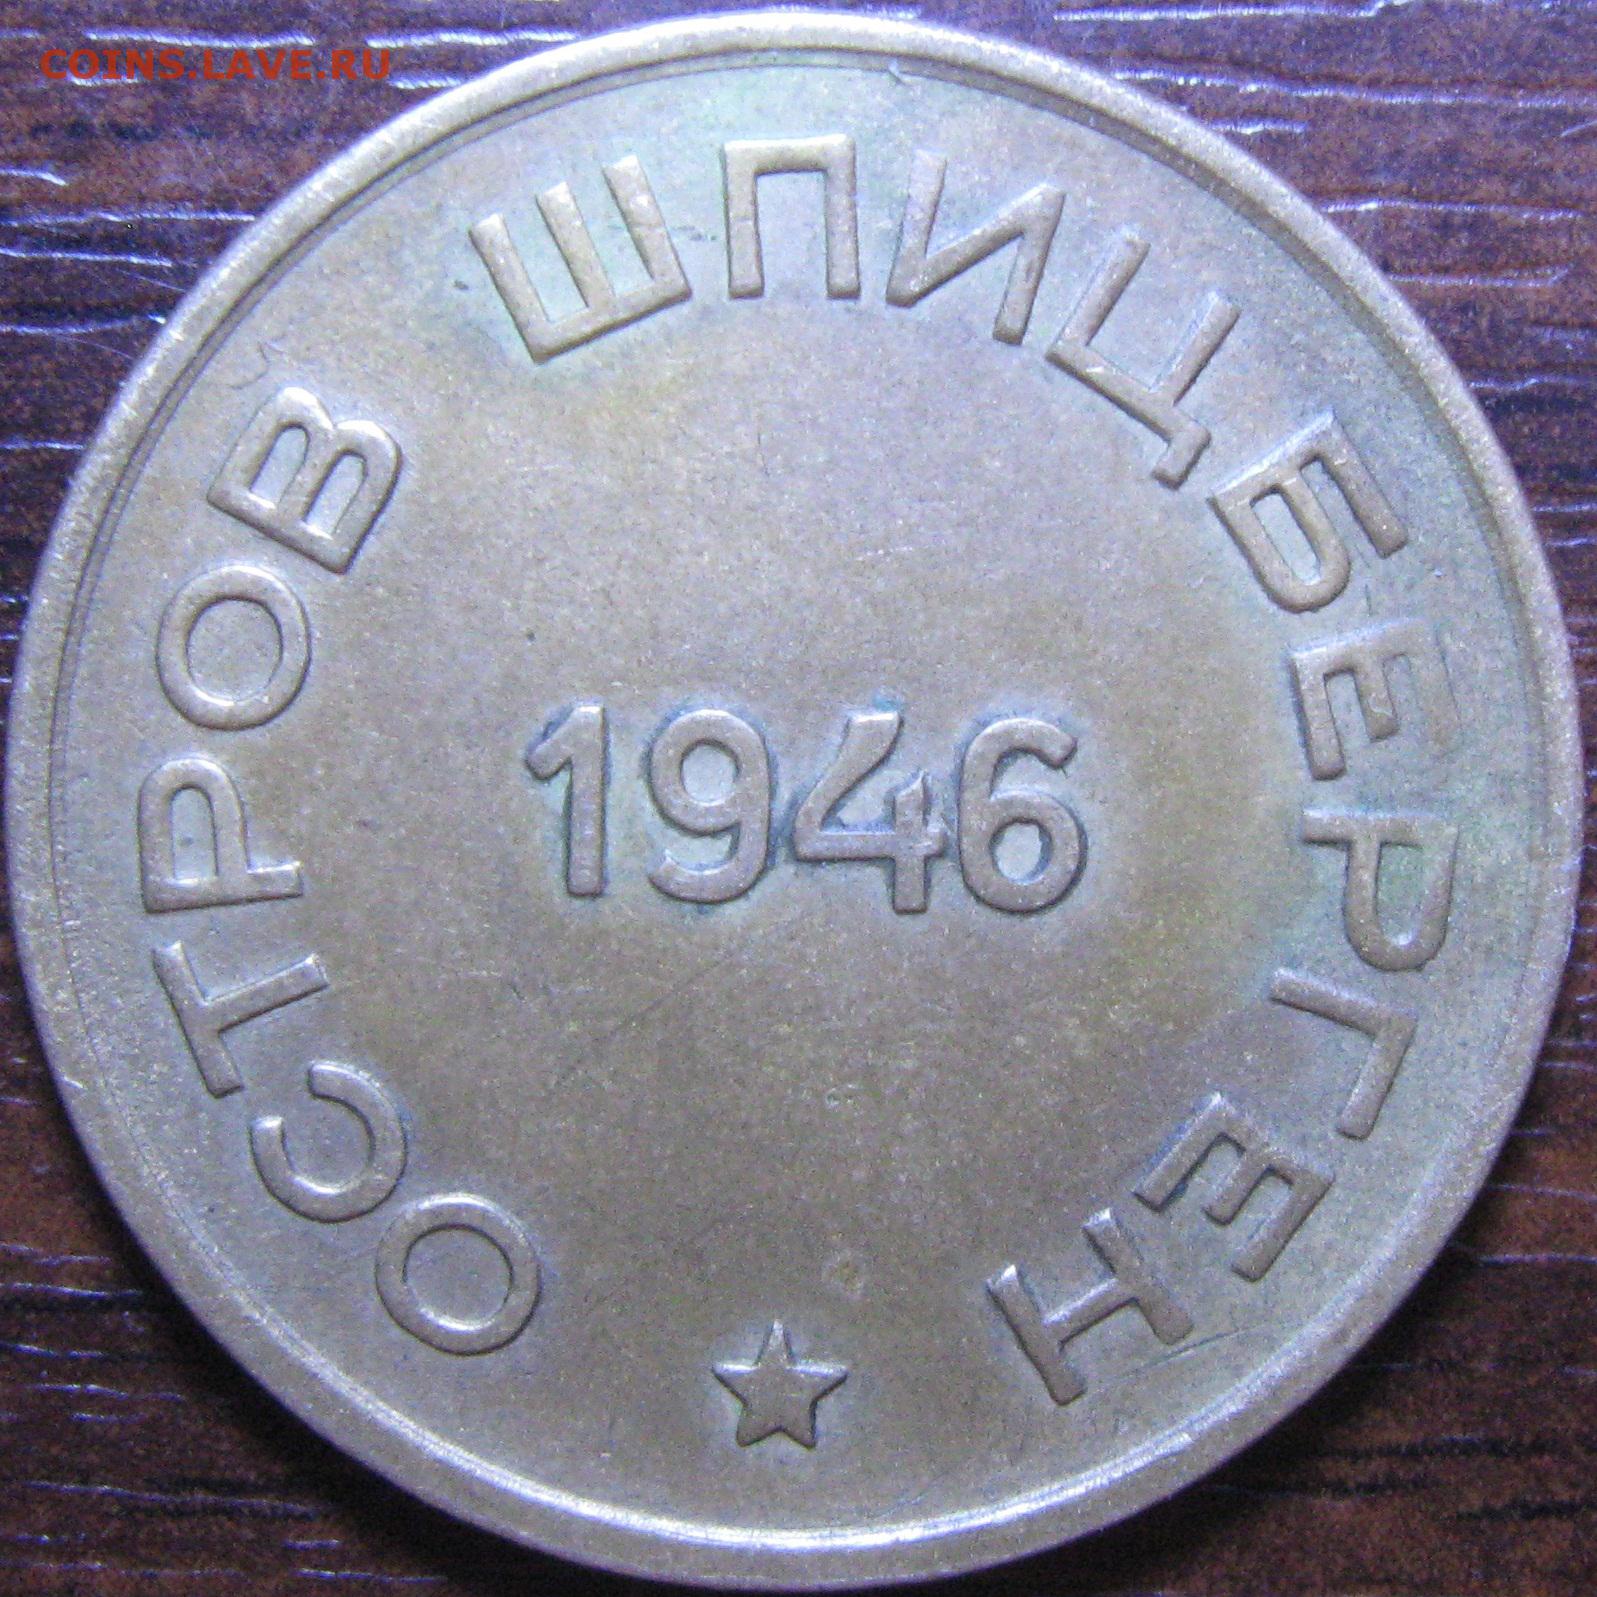 COINS.LAVE.RU
ОСТРОВ ШПИЦБЕРГЕН
1946